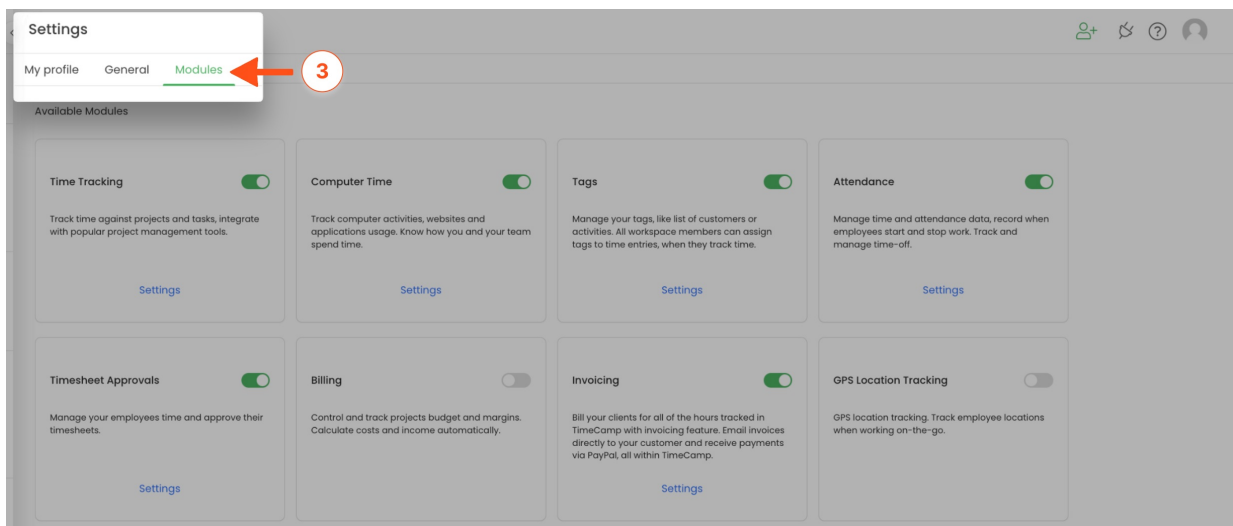 Settings
My profile General Modules
3
Available Modules
Time Tracking
Track time against projects and tasks, integrate
with popular project management tools.
Settings
Computer Time
Track computer activities, websites and
applications usage. Know how you and your team
spend time.
Settings
Tags
Manage your tags, like list of customers or
activities. All workspace members can assign
tags to time entries, when they track time.
Settings
Attendance
Manage time and attendance data, record when
employees start and stop work. Track and
manage time-off.
Settings
Timesheet Approvals
Manage your employees time and approve their
timesheets.
Settings
Billing
Control and track projects budget and margins.
Calculate costs and income automatically.
Invoicing
Bill your clients for all of the hours tracked in
TimeCamp with invoicing feature. Email invoices
directly to your customer and receive payments
via PayPal, all within TimeCamp.
Settings
GPS Location Tracking
GPS location tracking. Track employee locations
when working on-the-go.